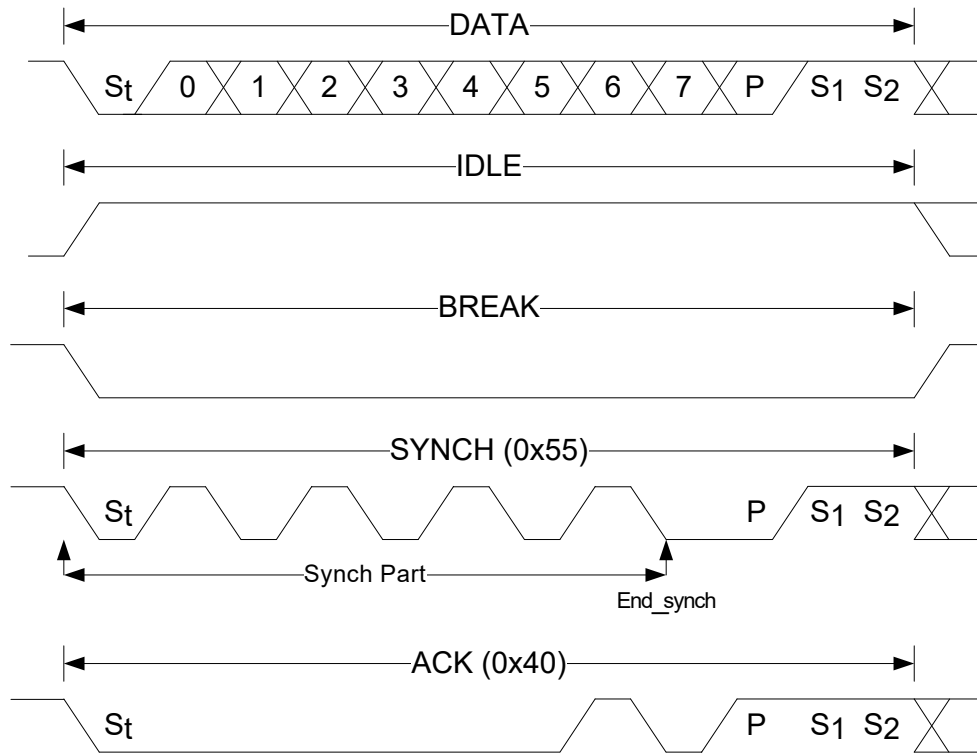 DATA
St 0 1 2 3 4 5 6 7 P S1 S2
IDLE
BREAK
SYNCH (0x55)
St P S1 S2
Synch Part
End_synch
ACK (0x40)
St P S1 S2